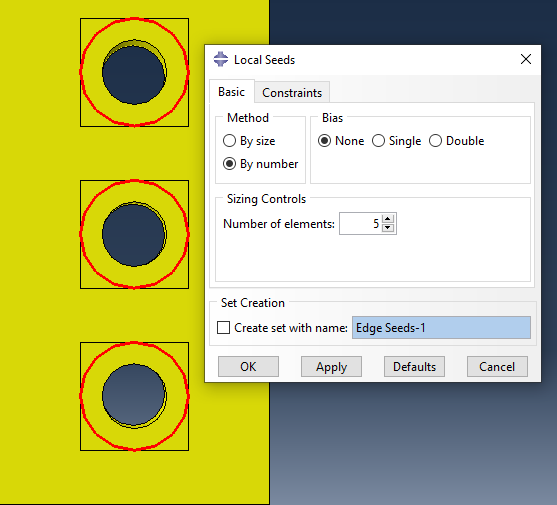 Local Seeds
Basic Constraints
Method Bias
By size None Single Double
By number
Sizing Controls
Number of elements: 5
Set Creation
Create set with name: Edge Seeds-1
OK Apply Defaults Cancel